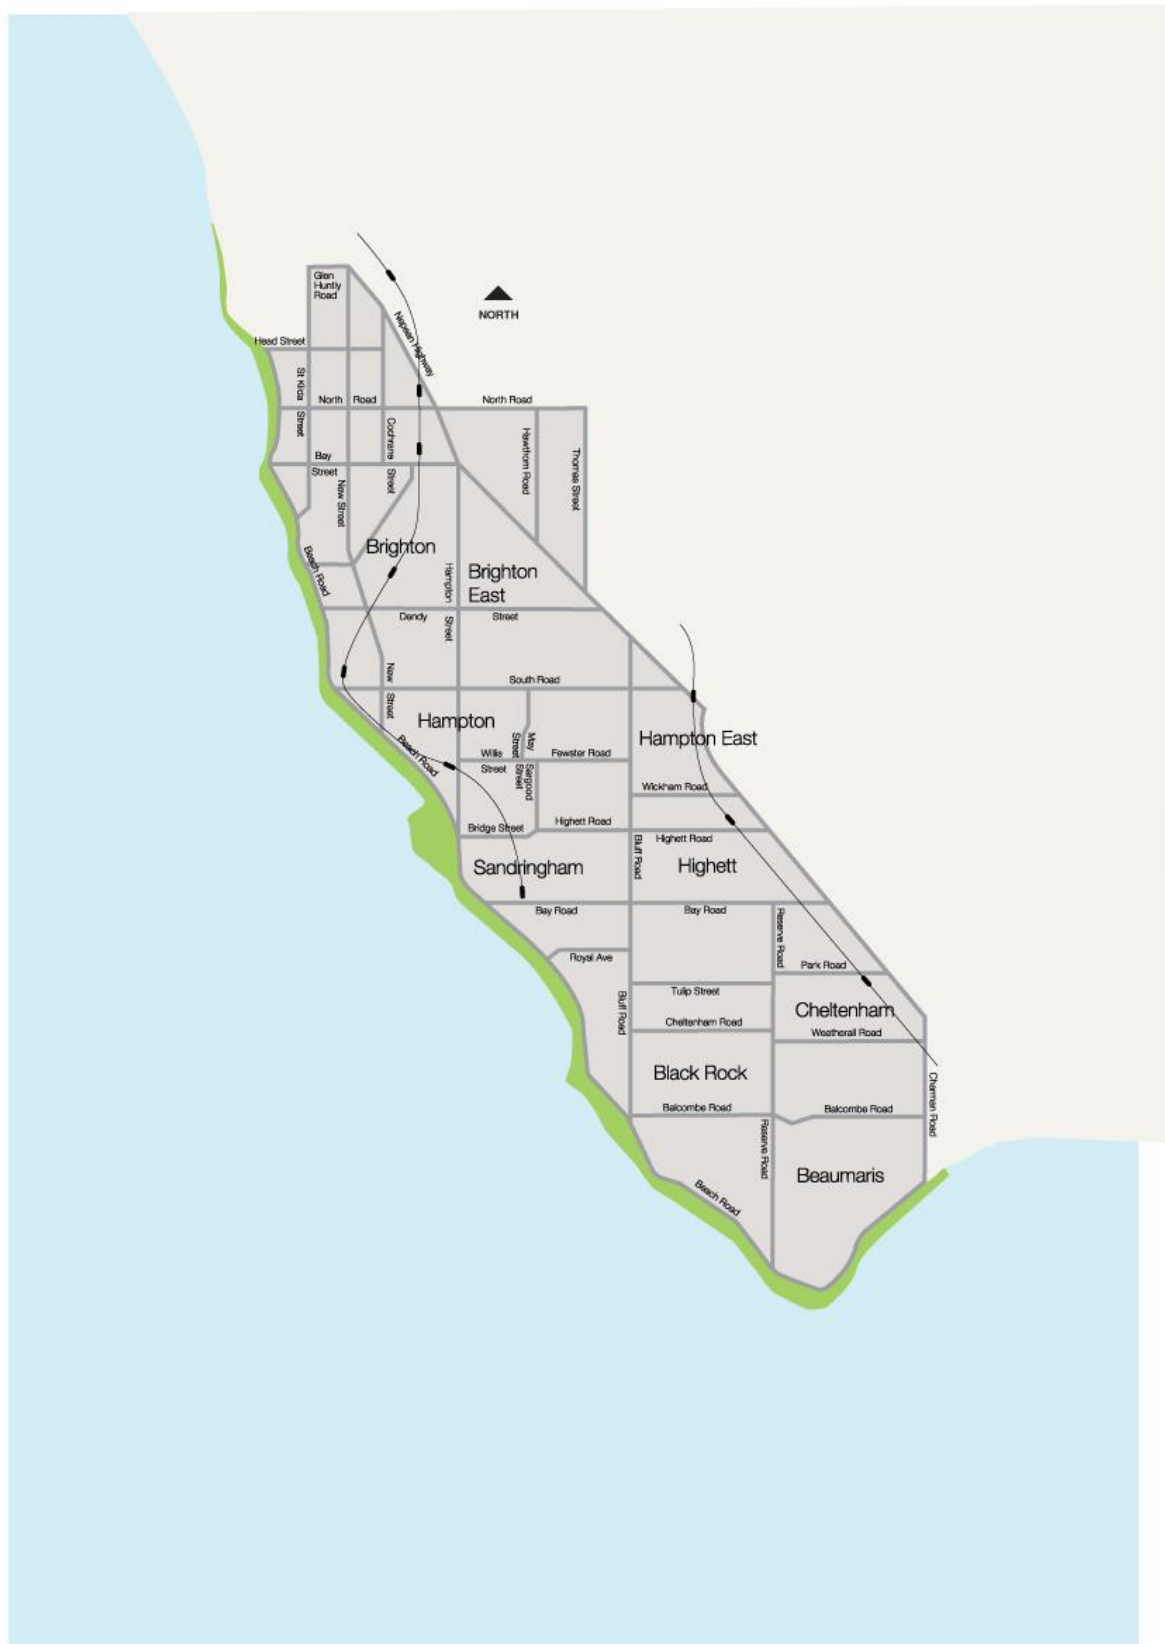 Glen
Huntly
Road
NORTH
Nepean Highway
Head Street
St Kilda
Street
North
Road
North Road
Cochrane
Street
Hawthorn Road
Thomas Street
Bay
Street
New Street
Brighton
Beach Road
Brighton
East
Hampton
Street
Dendy
Street
New
Street
South Road
Hampton
Beach Road
May
Street
Hampton East
Willis
Street
Fewster Road
Sargood
Street
Wickham Road
Bridge Street
Highett Road
Highett Road
Bluff Road
Sandringham
Highett
Bay Road
Bay Road
Reserve Road
Royal Ave
Park Road
Tulip Street
Bluff Road
Cheltenham
Cheltenham Road
Weatherall Road
Black Rock
Charman Road
Balcombe Road
Balcombe Road
Reserve Road
Beaumaris
Beach Road